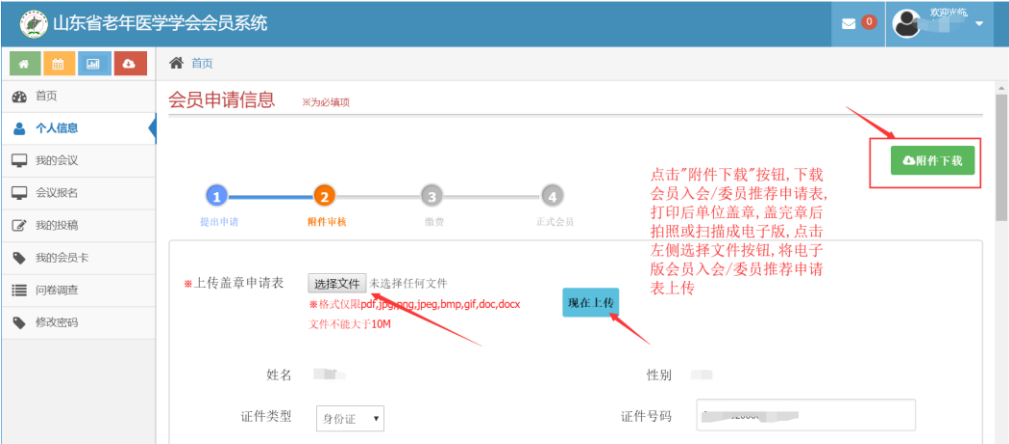 山东省老年医学学会会员系统
0
欢迎光临,
首页
首页
个人信息
我的会议
会议报名
我的投稿
我的会员卡
问卷调查
修改密码
会员申请信息
※为必填项
附件下载
点击"附件下载"按钮,下载
会员入会/委员推荐申请表,
打印后单位盖章,盖完章后
拍照或扫描成电子版,点击
左侧选择文件按钮,将电子
版会员入会/委员推荐申请
表上传
1
2
3
4
提出申请
附件审核
缴费
正式会员
※上传盖章申请表
选择文件 未选择任何文件
※格式仅限pdf,jpg,png,jpeg,bmp,gif,doc,docx
文件不能大于10M
现在上传
姓名
性别
证件类型
身份证
证件号码